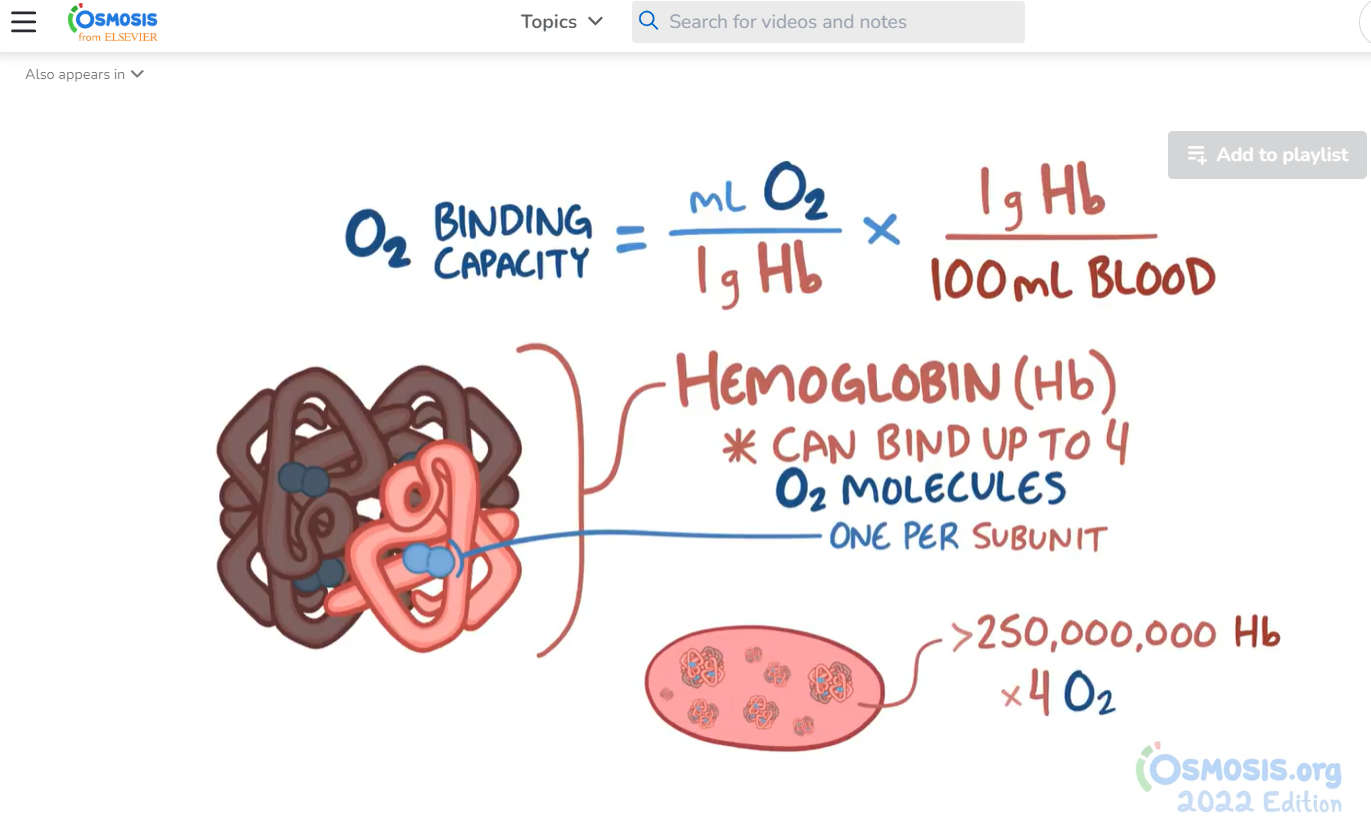 OSMOSIS
from ELSEVIER
Topics
Search for videos and notes
Also appears in
Add to playlist
O₂ BINDING CAPACITY = mL O₂ / 1g Hb × 1g Hb / 100mL BLOOD
HEMOGLOBIN (Hb)
* CAN BIND UP TO 4
O₂ MOLECULES
ONE PER SUBUNIT
>250,000,000 Hb
×4 O₂
OSMOSIS.org
2022 Edition